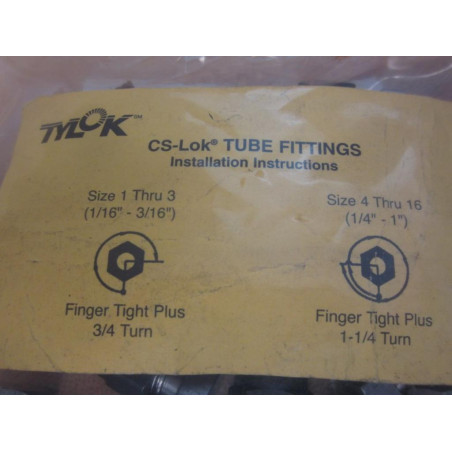 TYLOK™
CS-Lok® TUBE FITTINGS
Installation Instructions
Size 1 Thru 3
(1/16" - 3/16")
Finger Tight Plus
3/4 Turn
Size 4 Thru 16
(1/4" - 1")
Finger Tight Plus
1-1/4 Turn